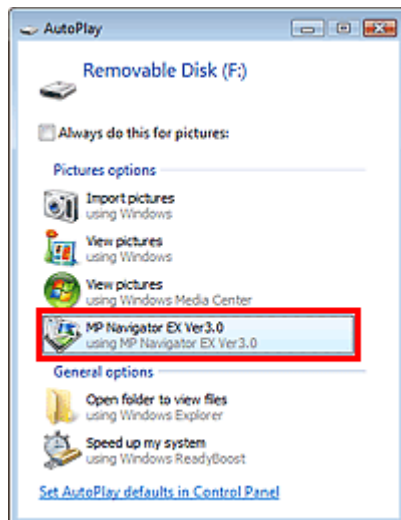 AutoPlay
Removable Disk (F:)
Always do this for pictures:
Pictures options
Import pictures
using Windows
View pictures
using Windows
View pictures
using Windows Media Center
MP Navigator EX Ver3.0
using MP Navigator EX Ver3.0
General options
Open folder to view files
using Windows Explorer
Speed up my system
using Windows ReadyBoost
Set AutoPlay defaults in Control Panel